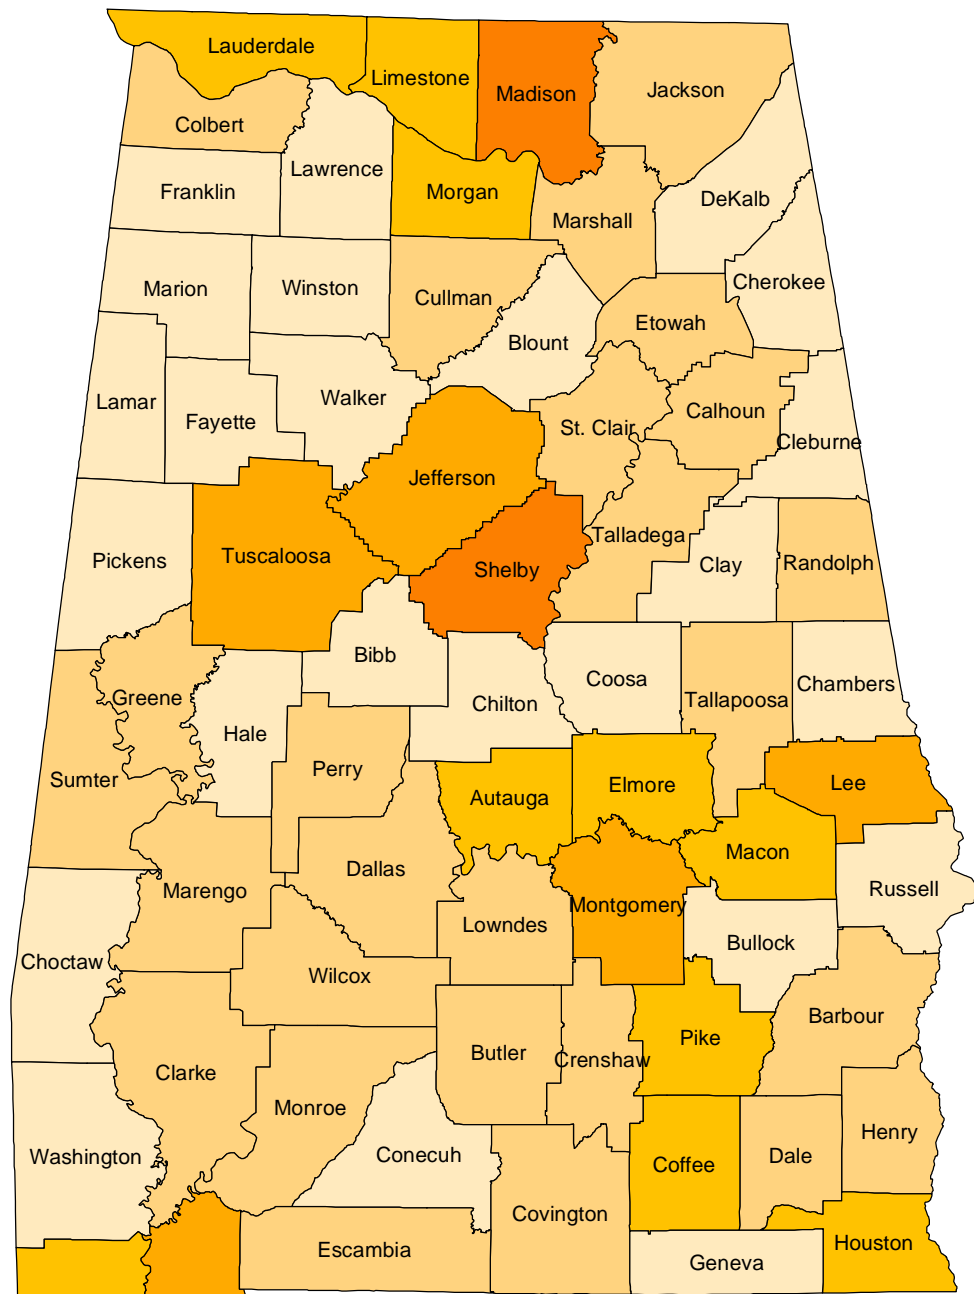 Lauderdale
Limestone
Madison
Jackson
Colbert
Lawrence
Franklin
Morgan
DeKalb
Marshall
Marion
Winston
Cullman
Cherokee
Etowah
Blount
Lamar
Fayette
Walker
St. Clair
Calhoun
Cleburne
Jefferson
Talladega
Pickens
Tuscaloosa
Shelby
Clay
Randolph
Bibb
Coosa
Chambers
Greene
Hale
Chilton
Tallapoosa
Sumter
Perry
Autauga
Elmore
Lee
Macon
Marengo
Dallas
Russell
Montgomery
Lowndes
Bullock
Choctaw
Wilcox
Barbour
Pike
Butler
Crenshaw
Clarke
Monroe
Henry
Washington
Conecuh
Coffee
Dale
Covington
Escambia
Houston
Geneva